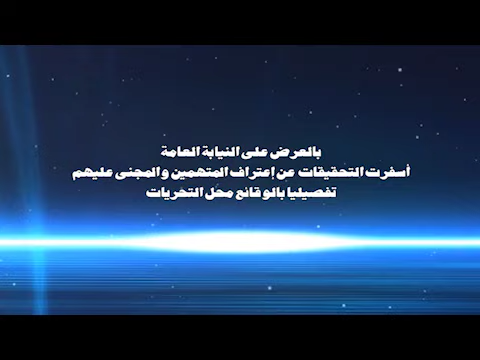 بالعرض على النيابة العامة
أسفرت التحقيقات عن إعتراف المتهمين والمجنى عليهم
تفصيليا بالوقائع محل التحريات